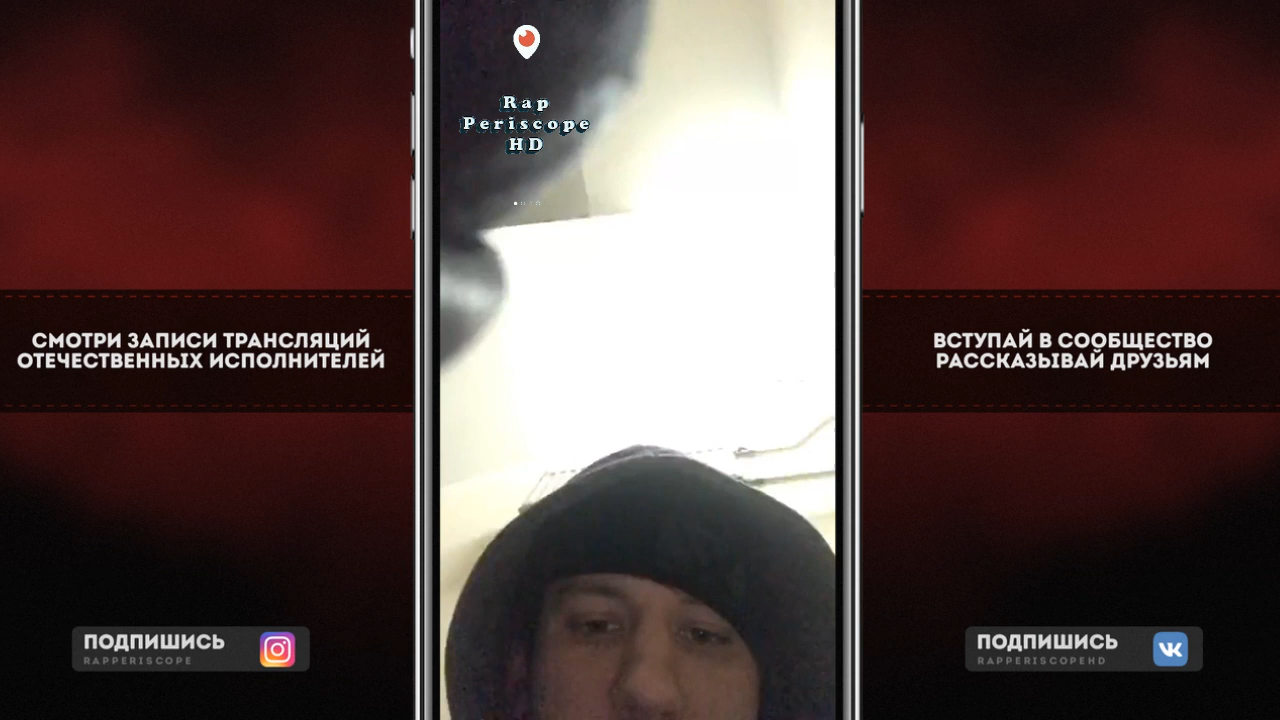 Rap
Periscope
HD
СМОТРИ ЗАПИСИ ТРАНСЛЯЦИЙ
ОТЕЧЕСТВЕННЫХ ИСПОЛНИТЕЛЕЙ
ВСТУПАЙ В СООБЩЕСТВО
РАССКАЗЫВАЙ ДРУЗЬЯМ
ПОДПИШИСЬ
RAPPERISCOPE
ПОДПИШИСЬ
RAPPERISCOPEHD